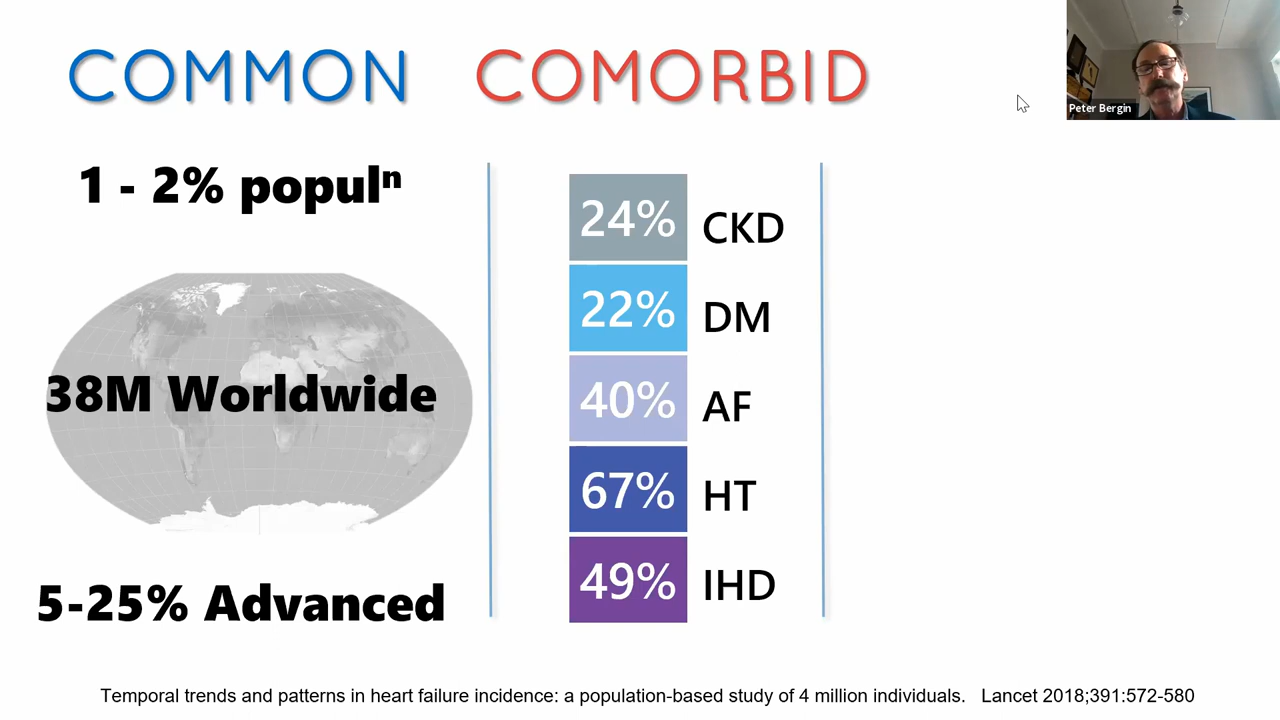 COMMON COMORBID
Peter Bergin
1 - 2% populⁿ
38M Worldwide
5-25% Advanced
24% CKD
22% DM
40% AF
67% HT
49% IHD
Temporal trends and patterns in heart failure incidence: a population-based study of 4 million individuals. Lancet 2018;391:572-580